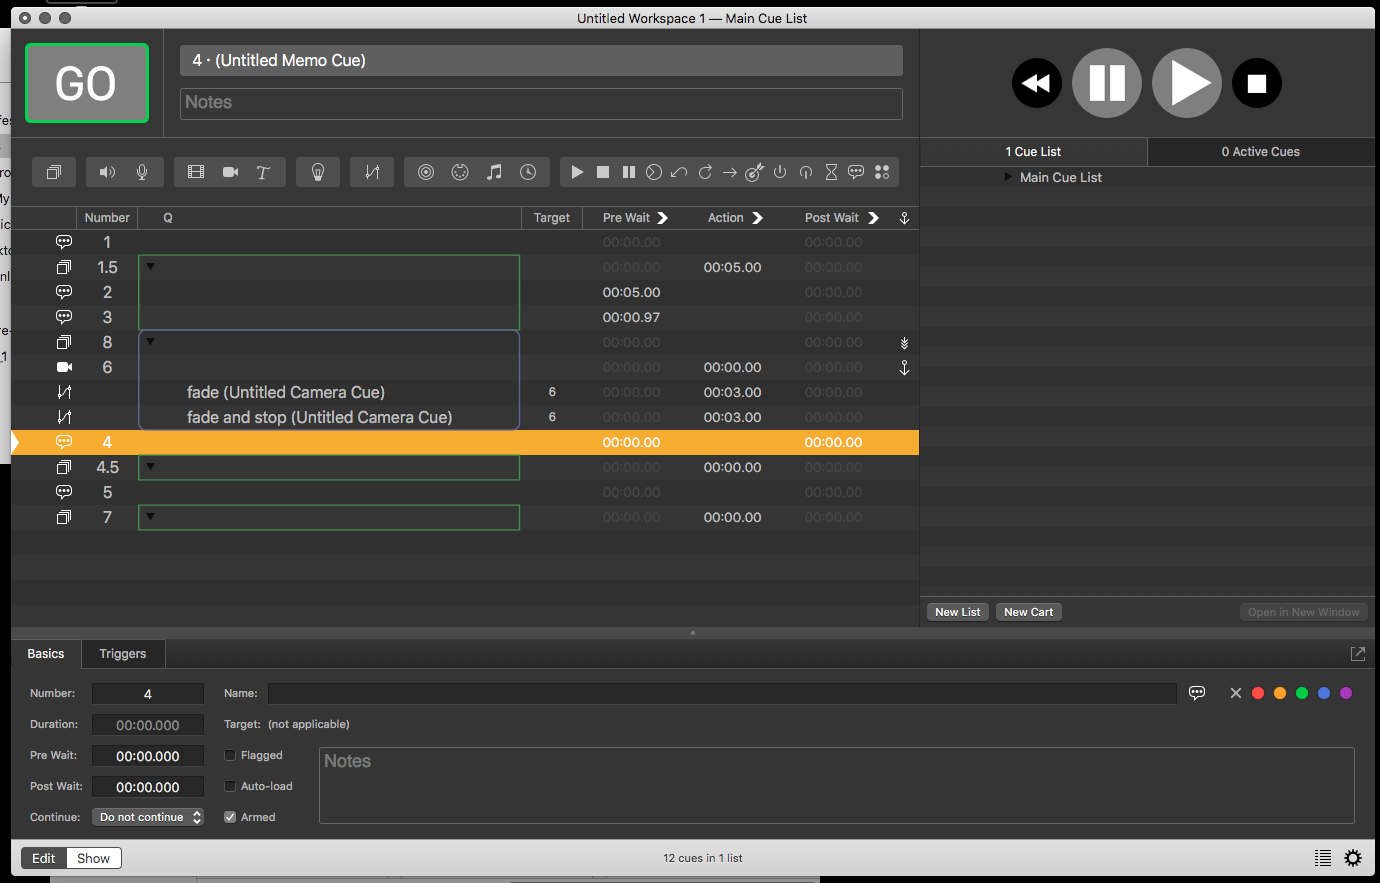 Untitled Workspace 1 — Main Cue List
GO
4 · (Untitled Memo Cue)
Notes
1 Cue List
0 Active Cues
Main Cue List
Number Q Target Pre Wait Action Post Wait
1 00:00.00 00:00.00
1.5 00:00.00 00:05.00 00:00.00
2 00:05.00 00:00.00
3 00:00.97 00:00.00
8 00:00.00 00:00.00
6 00:00.00 00:00.00 00:00.00
fade (Untitled Camera Cue) 6 00:00.00 00:03.00 00:00.00
fade and stop (Untitled Camera Cue) 6 00:00.00 00:03.00 00:00.00
4 00:00.00 00:00.00
4.5 00:00.00 00:00.00 00:00.00
5 00:00.00 00:00.00
7 00:00.00 00:00.00 00:00.00
New List New Cart Open in New Window
Basics Triggers
Number: 4 Name:
Duration: 00:00.000 Target: (not applicable)
Pre Wait: 00:00.000 Flagged Notes
Post Wait: 00:00.000 Auto-load
Continue: Do not continue Armed
Edit Show 12 cues in 1 list